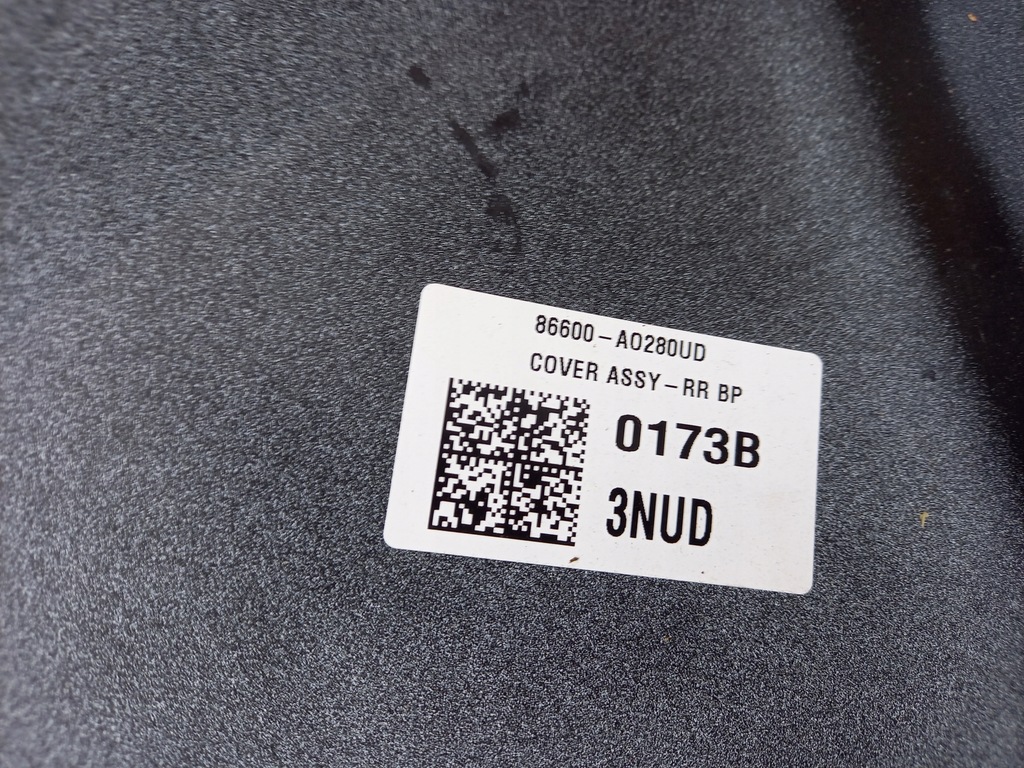 86600-A0280UD
COVER ASSY-RR BP
0173B
3NUD